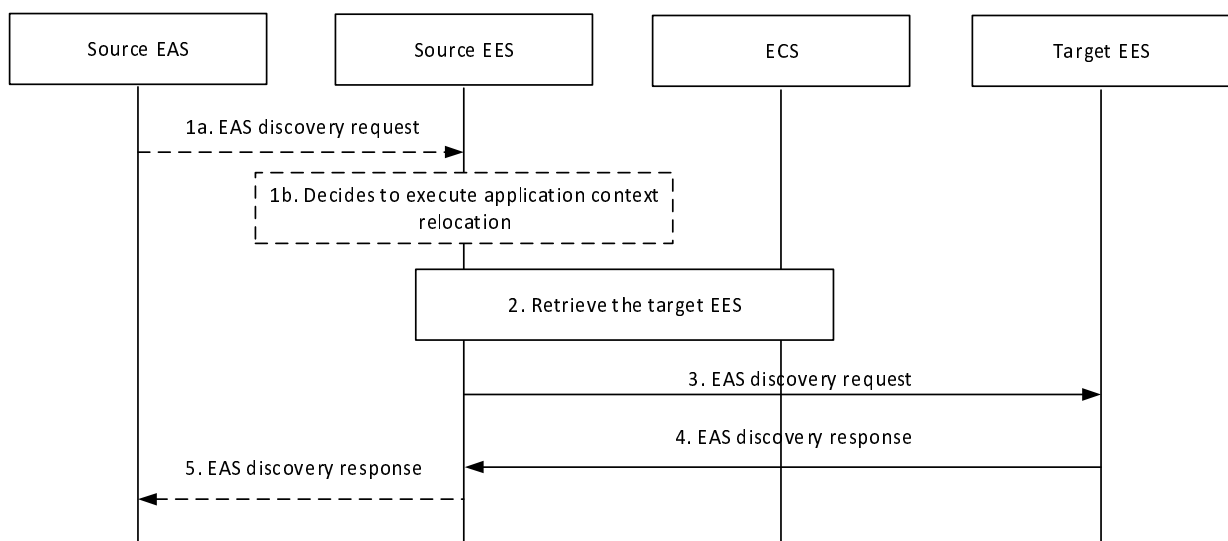 Source EAS
Source EES
ECS
Target EES
1a. EAS discovery request
1b. Decides to execute application context
relocation
2. Retrieve the target EES
3. EAS discovery request
4. EAS discovery response
5. EAS discovery response